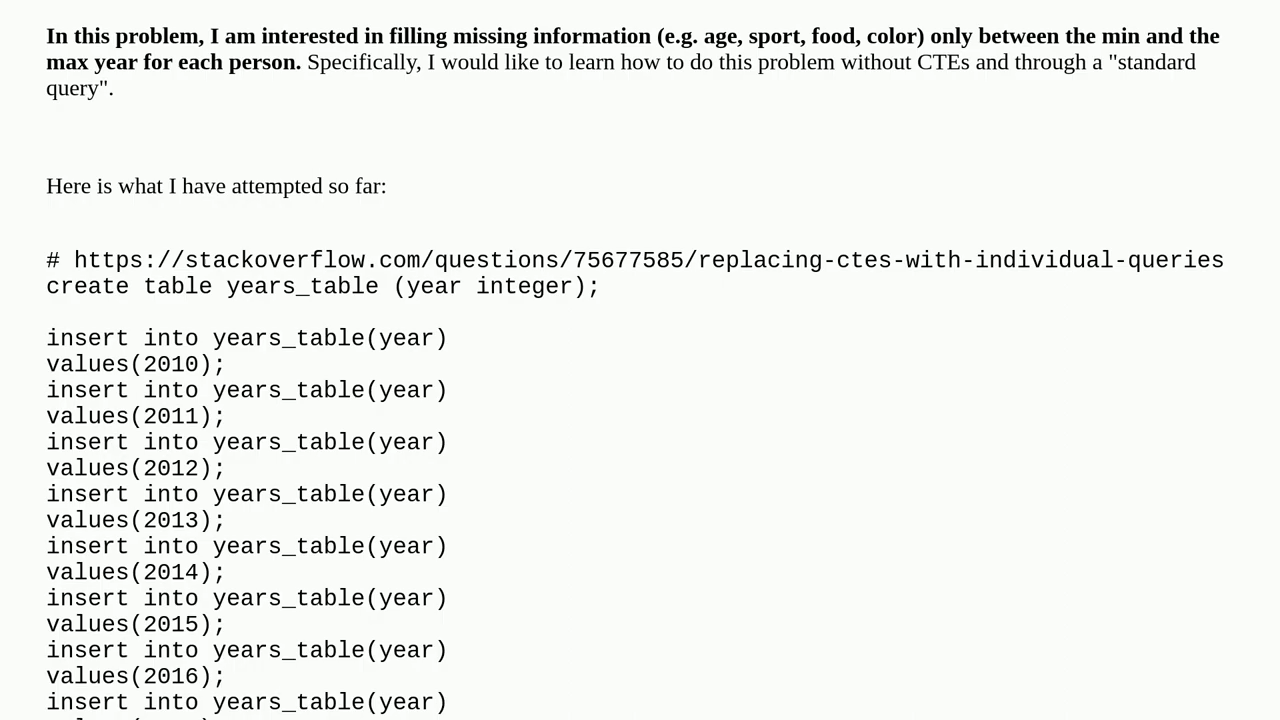 In this problem, I am interested in filling missing information (e.g. age, sport, food, color) only between the min and the
max year for each person. Specifically, I would like to learn how to do this problem without CTEs and through a "standard
query".
Here is what I have attempted so far:
# https://stackoverflow.com/questions/75677585/replacing-ctes-with-individual-queries
create table years_table (year integer);
insert into years_table(year)
values(2010);
insert into years_table(year)
values(2011);
insert into years_table(year)
values(2012);
insert into years_table(year)
values(2013);
insert into years_table(year)
values(2014);
insert into years_table(year)
values(2015);
insert into years_table(year)
values(2016);
insert into years_table(year)